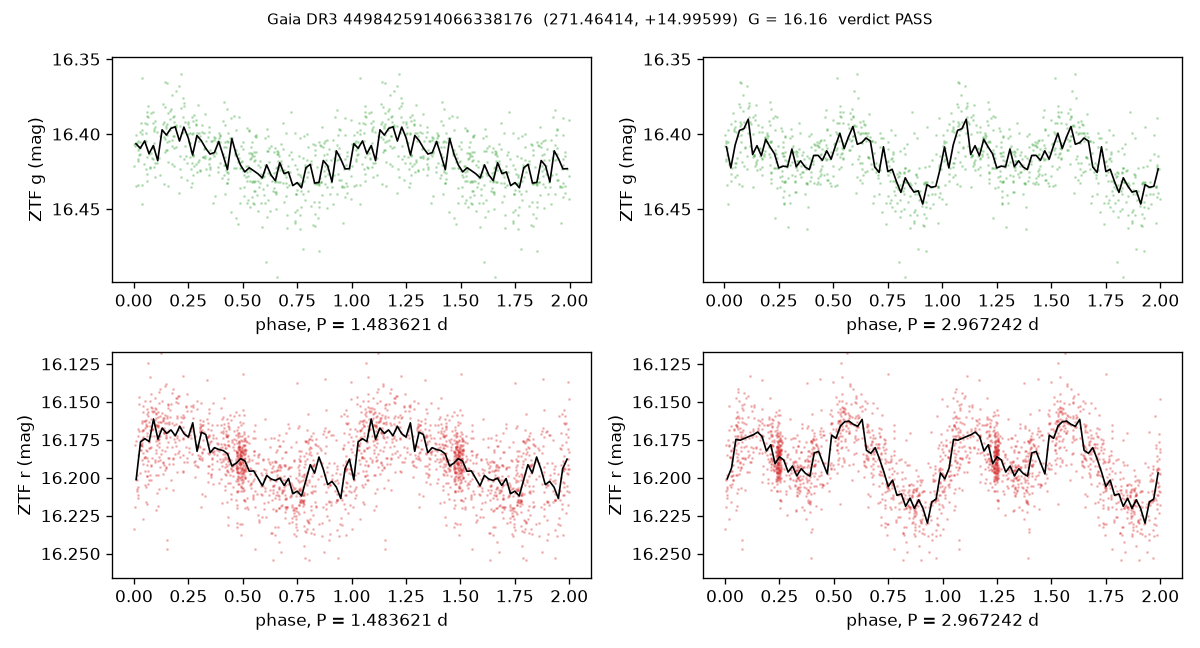 Gaia DR3 4498425914066338176 (271.46414, +14.99599) G = 16.16 verdict PASS
ZTF g (mag)
16.35
16.40
16.45
0.00 0.25 0.50 0.75 1.00 1.25 1.50 1.75 2.00
phase, P = 1.483621 d
ZTF g (mag)
16.35
16.40
16.45
0.00 0.25 0.50 0.75 1.00 1.25 1.50 1.75 2.00
phase, P = 2.967242 d
ZTF r (mag)
16.125
16.150
16.175
16.200
16.225
16.250
0.00 0.25 0.50 0.75 1.00 1.25 1.50 1.75 2.00
phase, P = 1.483621 d
ZTF r (mag)
16.125
16.150
16.175
16.200
16.225
16.250
0.00 0.25 0.50 0.75 1.00 1.25 1.50 1.75 2.00
phase, P = 2.967242 d